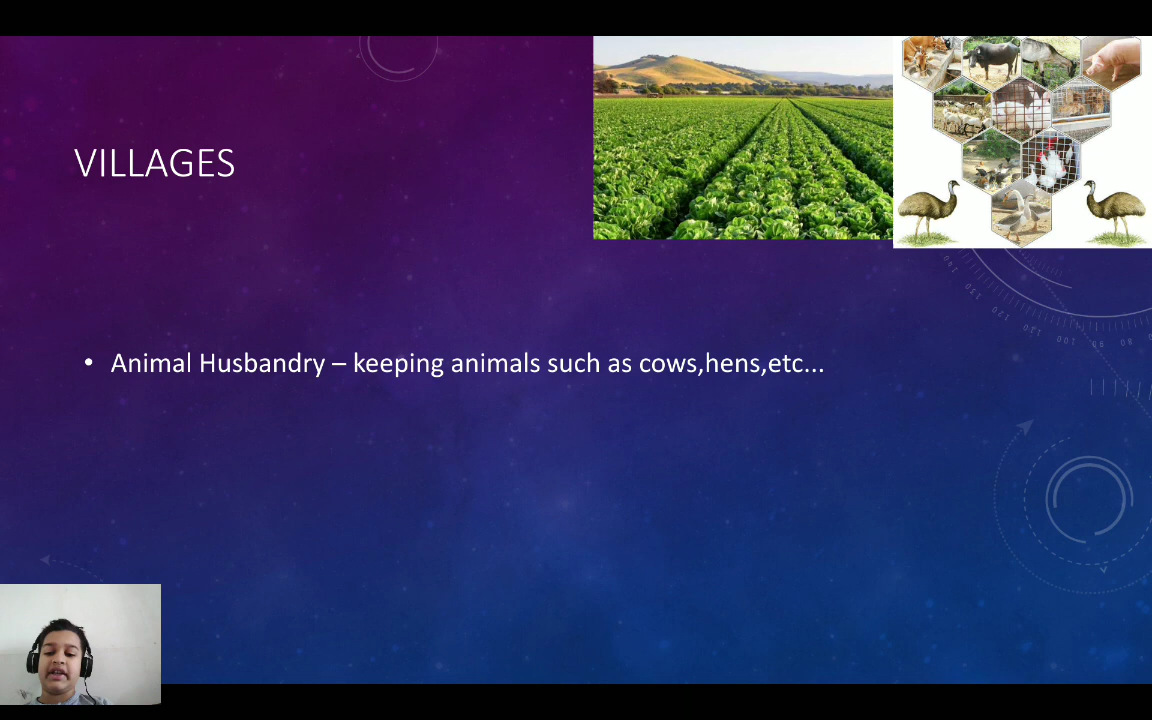 VILLAGES
• Animal Husbandry – keeping animals such as cows,hens,etc...